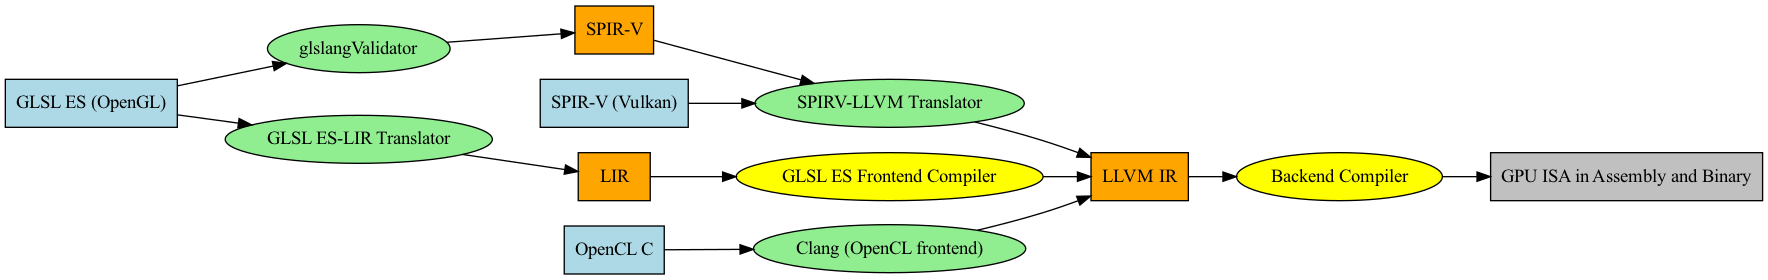 GLSL ES (OpenGL)
glslangValidator
GLSL ES-LIR Translator
SPIR-V
SPIR-V (Vulkan)
LIR
OpenCL C
SPIRV-LLVM Translator
GLSL ES Frontend Compiler
Clang (OpenCL frontend)
LLVM IR
Backend Compiler
GPU ISA in Assembly and Binary